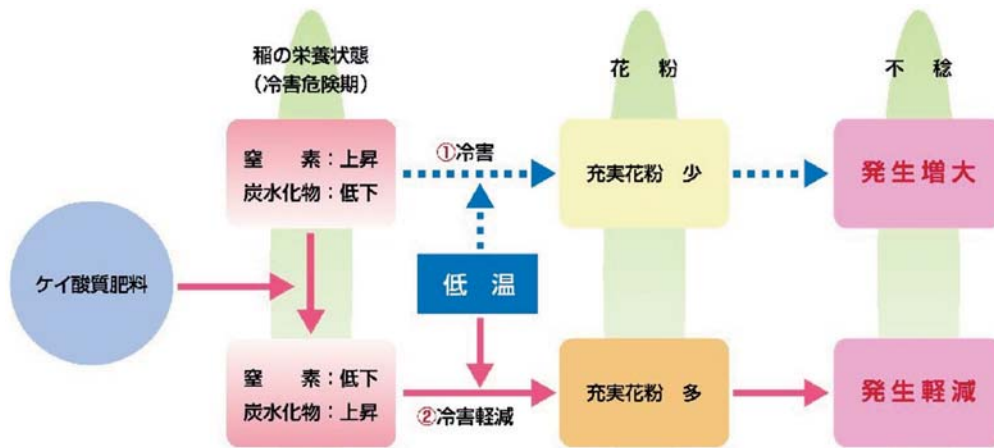 稲の栄養状態
(冷害危険期)
花 粉
不 稔
窒 素:上昇
炭水化物:低下
①冷害
充実花粉 少
発生増大
ケイ酸質肥料
低 温
窒 素:低下
炭水化物:上昇
②冷害軽減
充実花粉 多
発生軽減